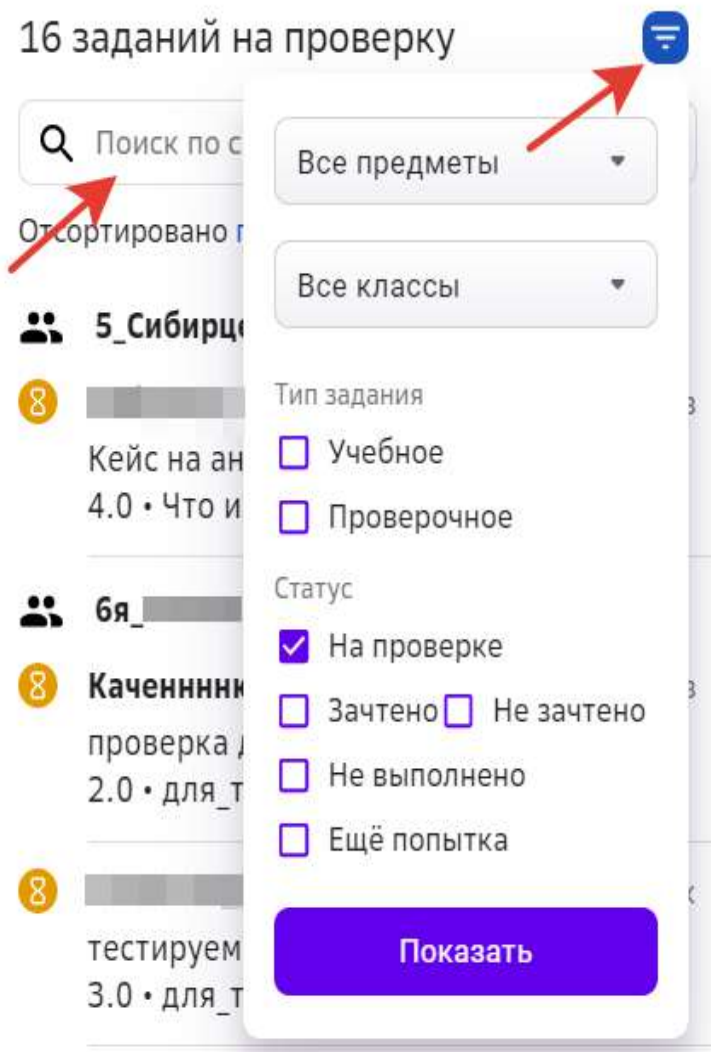 16 заданий на проверку
Поиск по с
Отсортировано
5_Сибирце
Кейс на ан
4.0 • Что и
6я_
Каченнннк
проверка
2.0 • для_т
тестируем
3.0 • для_т
Все предметы
Все классы
Тип задания
Учебное
Проверочное
Статус
На проверке
Зачтено Не зачтено
Не выполнено
Ещё попытка
Показать